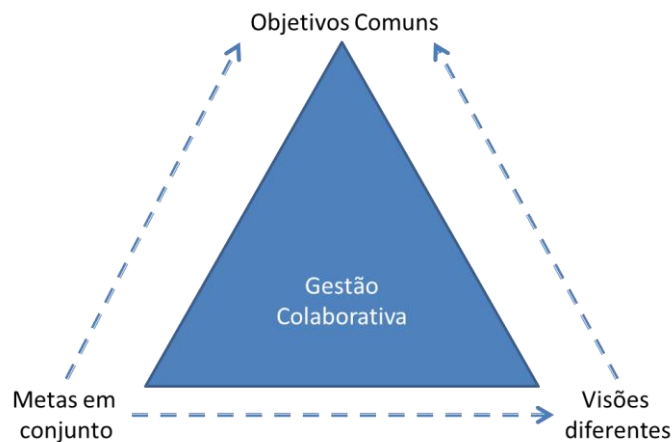 Objetivos Comuns
Gestão
Colaborativa
Metas em
conjunto
Visões
diferentes